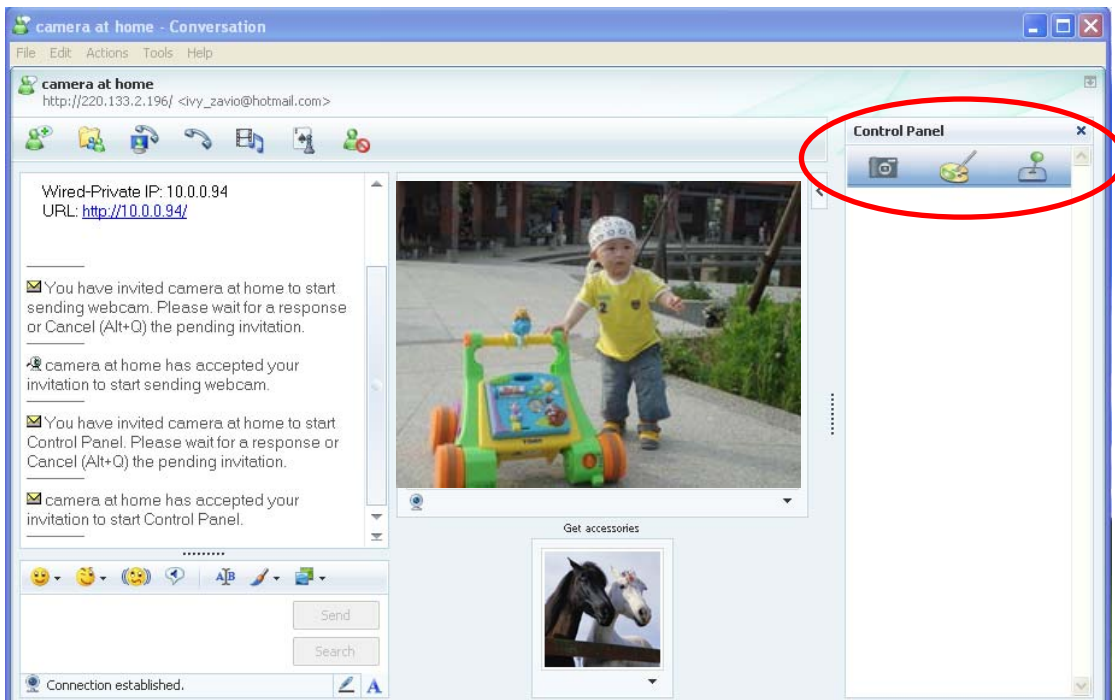 camera at home - Conversation
File Edit Actions Tools Help
camera at home
http://220.133.2.196/ <ivy_zavio@hotmail.com>
Control Panel
Wired-Private IP: 10.0.0.94
URL: http://10.0.0.94/
You have invited camera at home to start
sending webcam. Please wait for a response
or Cancel (Alt+Q) the pending invitation.
camera at home has accepted your
invitation to start sending webcam.
You have invited camera at home to start
Control Panel. Please wait for a response or
Cancel (Alt+Q) the pending invitation.
camera at home has accepted your
invitation to start Control Panel.
2
Get accessories
AB
Send
Search
Connection established.
A